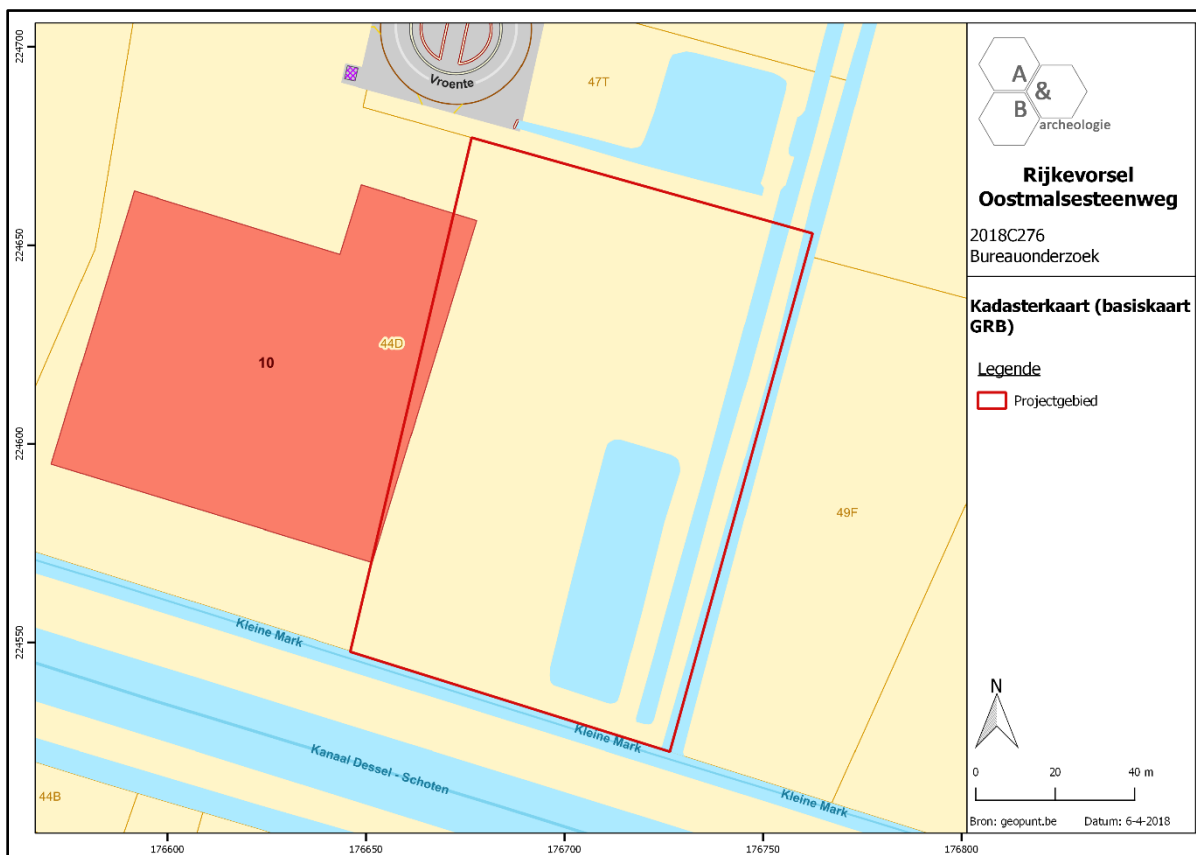 224700
224650
224600
224550
176600
176650
176700
176750
176800
Vroente
47T
44D
10
49F
Kleine Mark
Kleine Mark
Kleine Mark
Kanaal Dessel - Schoten
44B
A
&
B
archeologie
Rijkevorsel
Oostmalsesteenweg
2018C276
Bureauonderzoek
Kadasterkaart (basiskaart
GRB)
Legende
Projectgebied
N
0 20 40 m
Bron: geopunt.be Datum: 6-4-2018